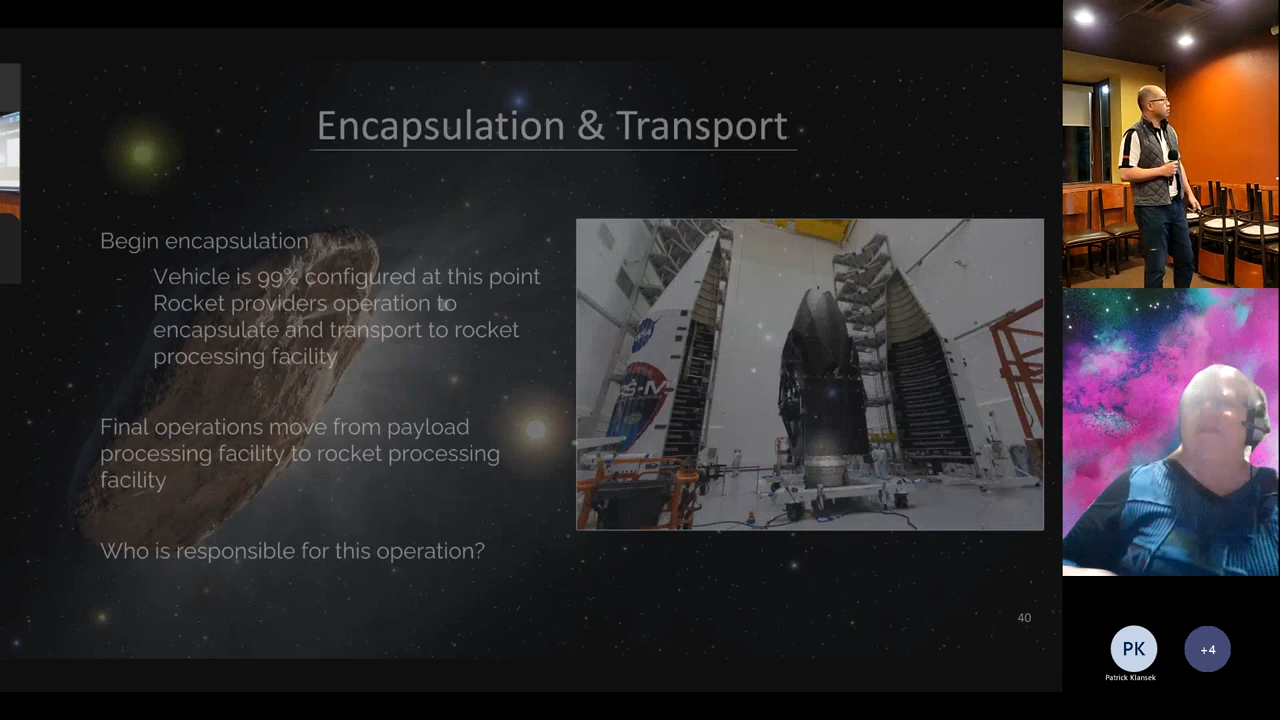 Encapsulation & Transport
Begin encapsulation
- Vehicle is 99% configured at this point
Rocket providers operation to
encapsulate and transport to rocket
processing facility
Final operations move from payload
processing facility to rocket processing
facility
Who is responsible for this operation?
40
PK
+4
Patrick Klansek